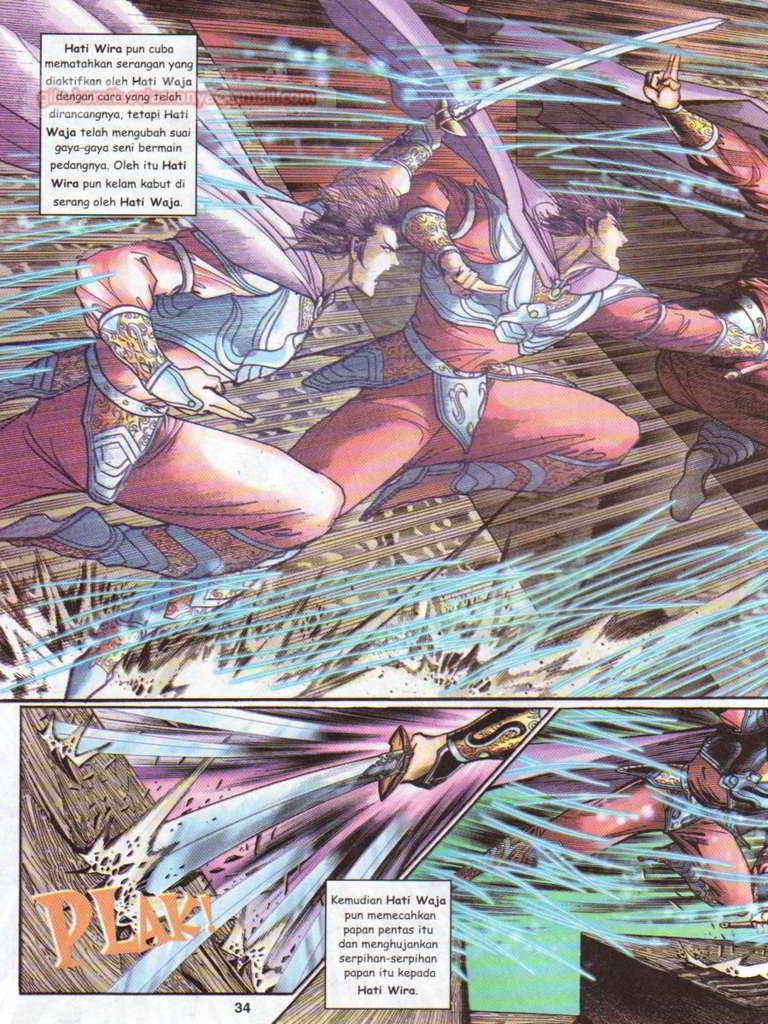 Hati Wira pun cuba
mematahkan serangan yang
diaktifkan oleh Hati Waja
dengan cara yang telah
dirancangnya, tetapi Hati
Waja telah mengubah suai
gaya-gaya seni bermain
pedangnya. Oleh itu Hati
Wira pun kelam kabut di
serang oleh Hati Waja.
PLAK!
Kemudian Hati Waja
pun memecahkan
papan pentas itu
dan menghujankan
serpihan-serpihan
papan itu kepada
Hati Wira.
34